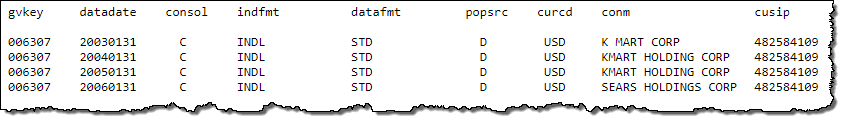 gvkey datadate consol indfmt datafmt popsrc curcd conm cusip
006307 20030131 C INDL STD D USD K MART CORP 482584109
006307 20040131 C INDL STD D USD KMART HOLDING CORP 482584109
006307 20050131 C INDL STD D USD KMART HOLDING CORP 482584109
006307 20060131 C INDL STD D USD SEARS HOLDINGS CORP 482584109